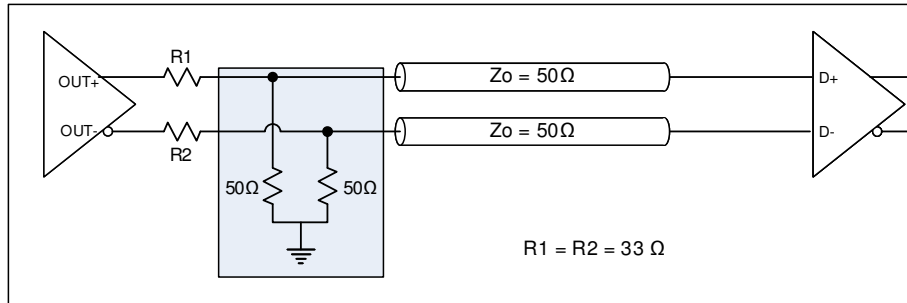 R1
OUT+
Zo = 50Ω
D+
OUT-
Zo = 50Ω
D-
R2
50Ω
50Ω
R1 = R2 = 33 Ω